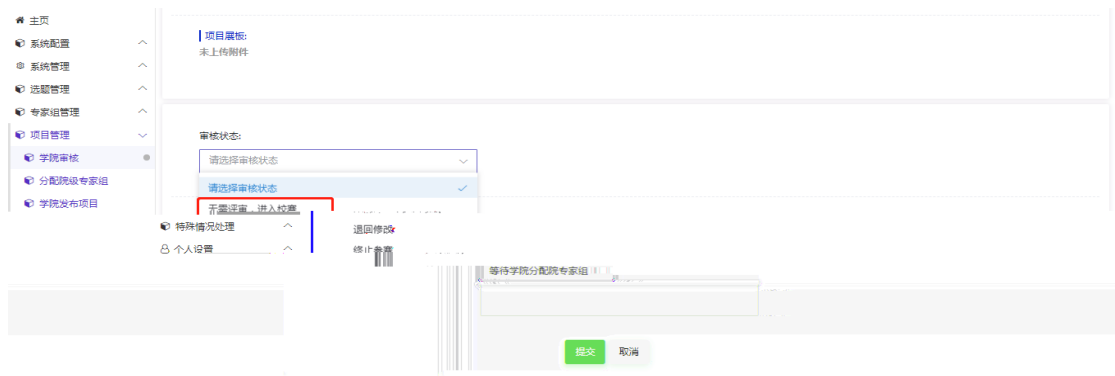 主页
系统配置
系统管理
选题管理
专家组管理
项目管理
学院审核
分配院级专家组
学院发布项目
特殊情况处理
个人设置
项目展板:
未上传附件
审核状态:
请选择审核状态
请选择审核状态
无需评审，进入校赛
退回修改
终止参赛
等待学院分配院专家组
提交 取消